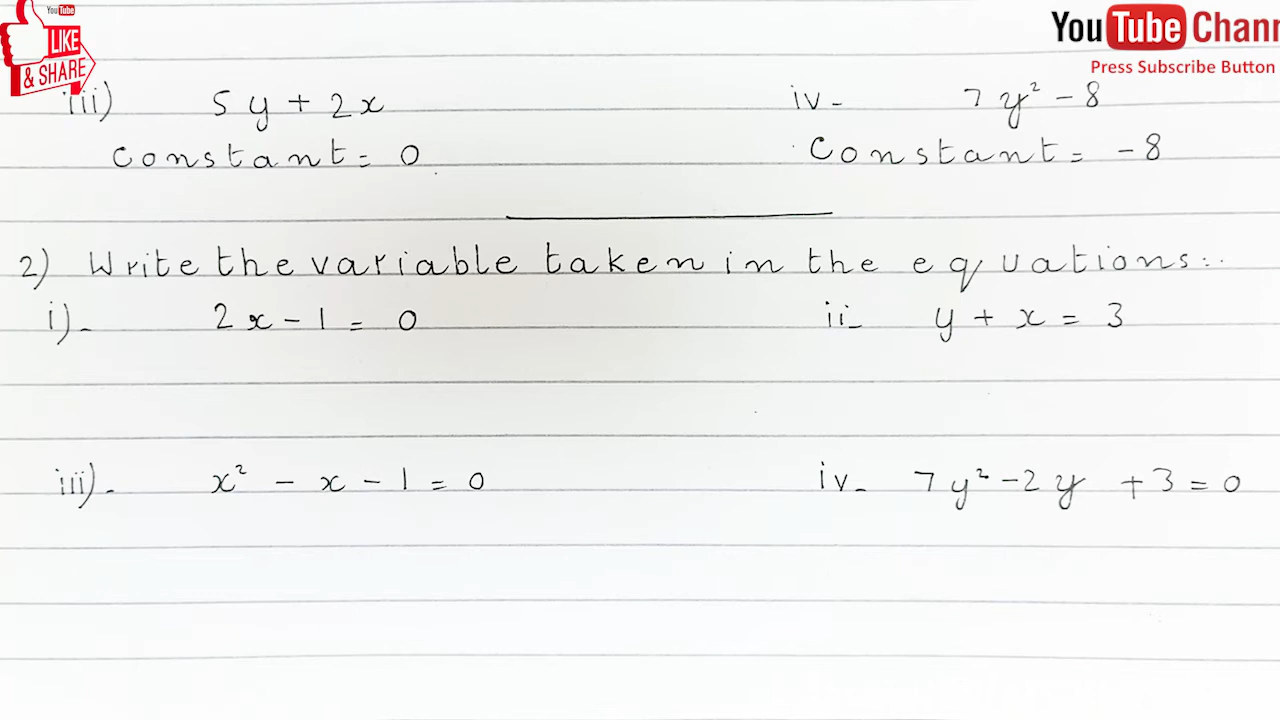 YouTube
LIKE
& SHARE
YouTube Chann
Press Subscribe Button
iii) 5y + 2x iv- 7y² - 8
Constant = 0 Constant = -8
2) Write the variable taken in the equations:.
i)- 2x - 1 = 0 ii- y + x = 3
iii)- x² - x - 1 = 0 iv- 7y² - 2y + 3 = 0